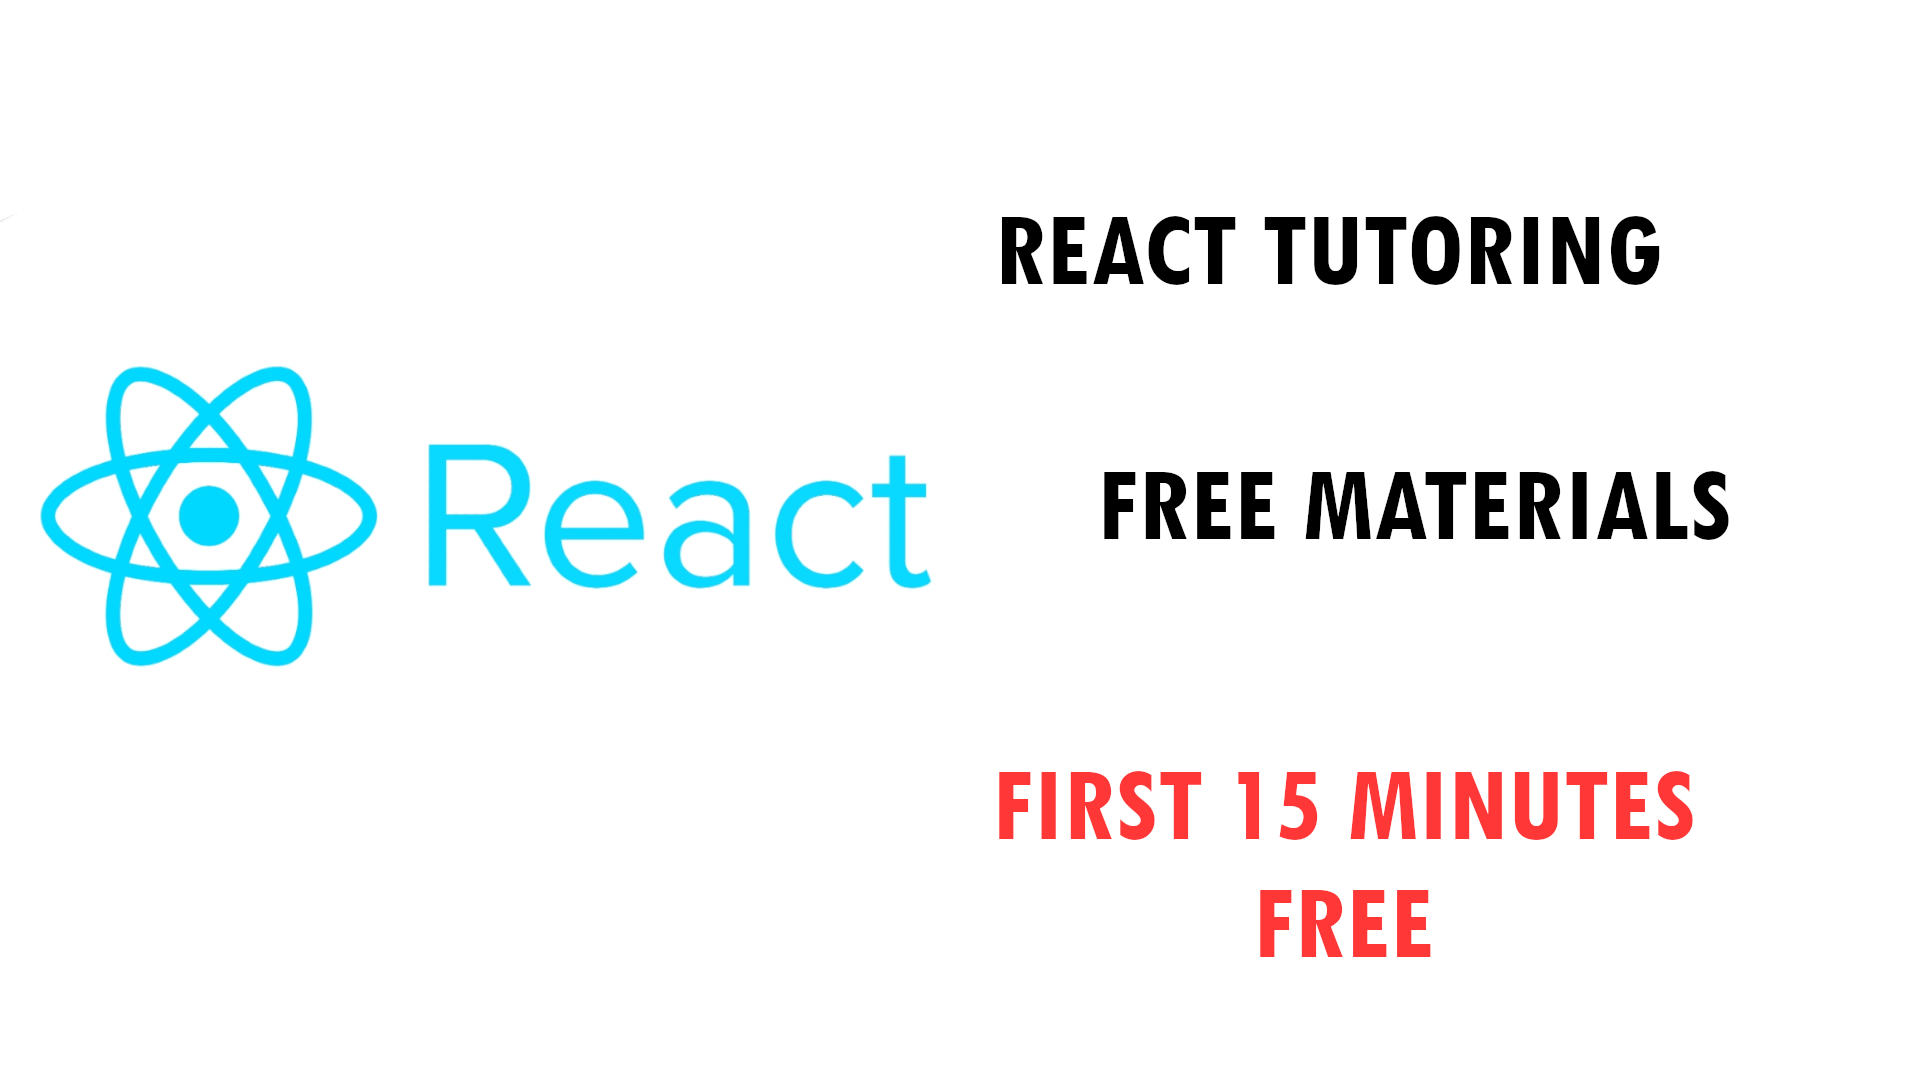 REACT TUTORING
React
FREE MATERIALS
FIRST 15 MINUTES
FREE